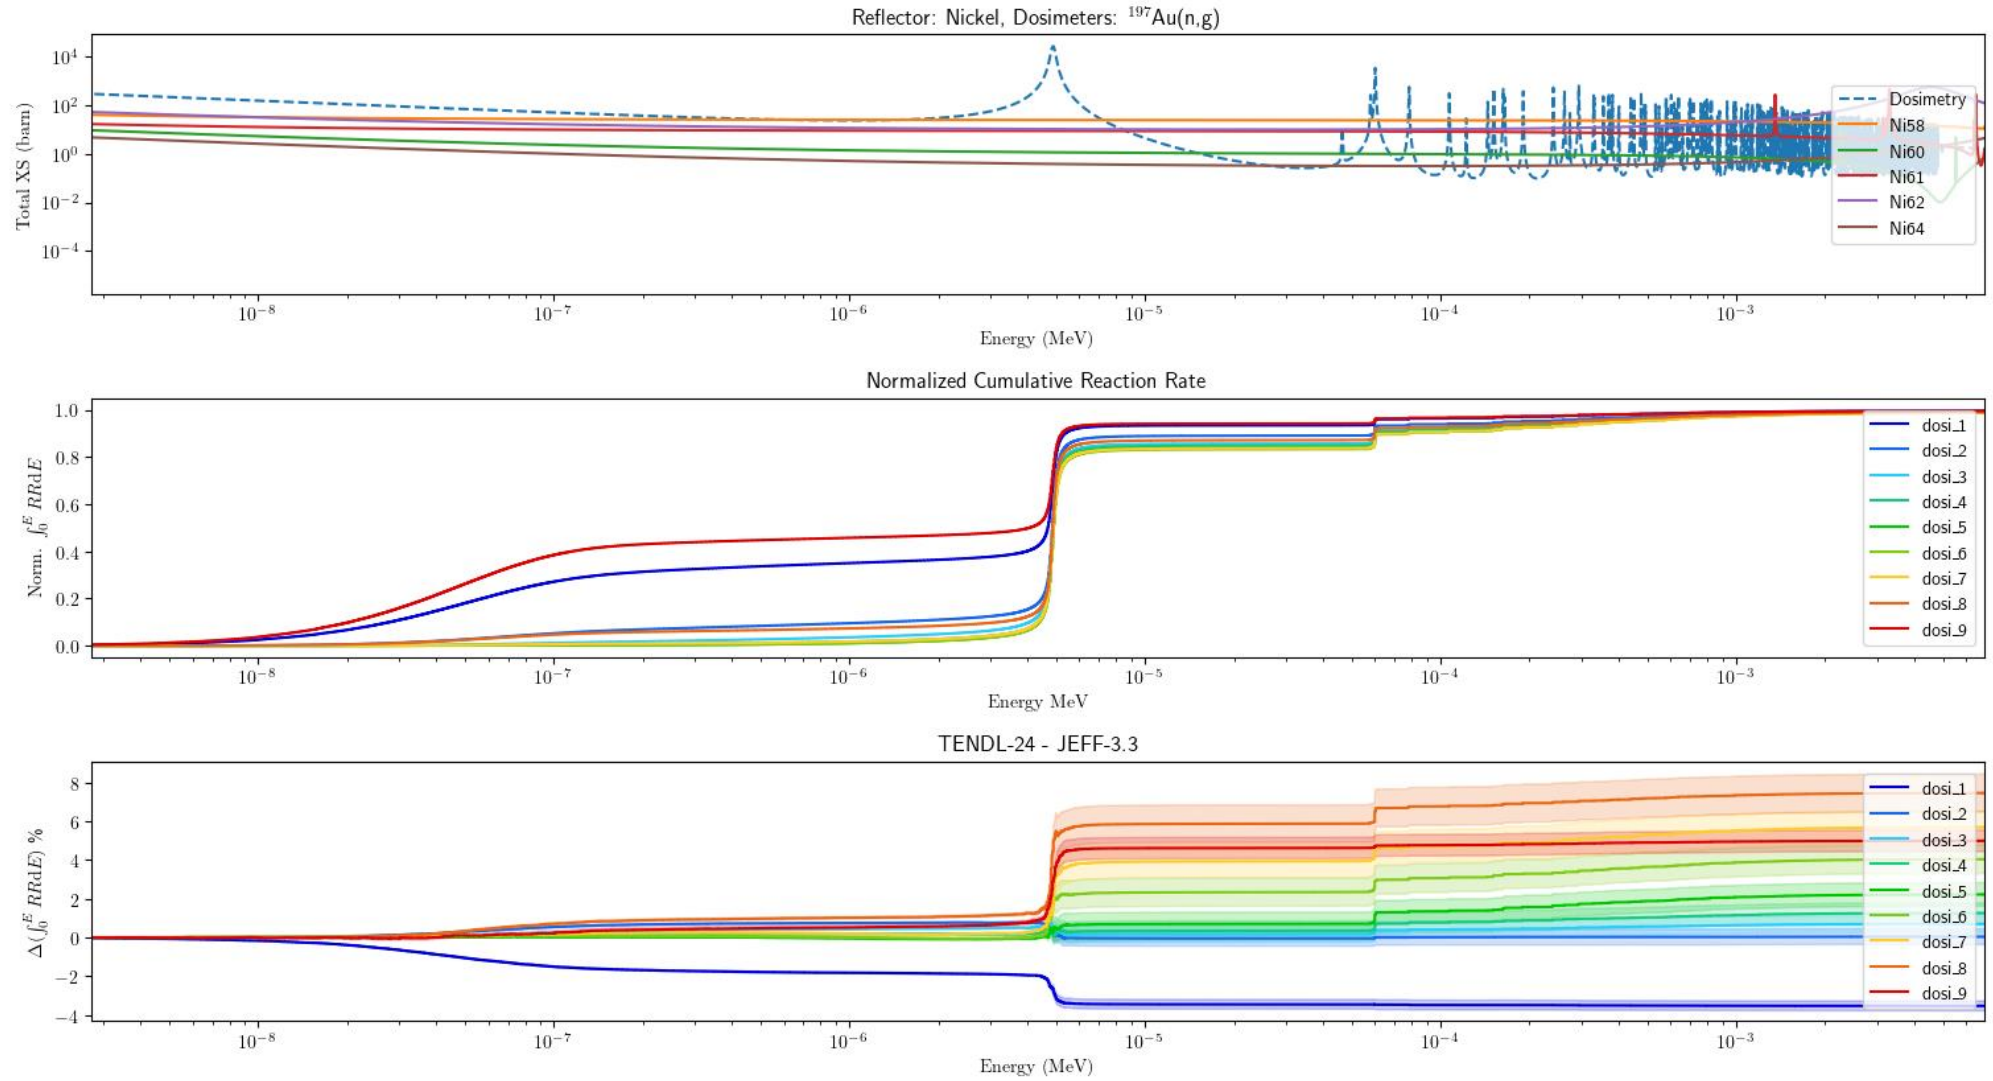 Reflector: Nickel, Dosimeters: ¹⁹⁷Au(n,g)
Total XS (barn)
10⁴
10²
10⁰
10⁻²
10⁻⁴
Dosimetry
Ni58
Ni60
Ni61
Ni62
Ni64
10⁻⁸ 10⁻⁷ 10⁻⁶ 10⁻⁵ 10⁻⁴ 10⁻³
Energy (MeV)
Normalized Cumulative Reaction Rate
Norm. ∫₀ᴱ RRdE
1.0
0.8
0.6
0.4
0.2
0.0
dosi_1
dosi_2
dosi_3
dosi_4
dosi_5
dosi_6
dosi_7
dosi_8
dosi_9
10⁻⁸ 10⁻⁷ 10⁻⁶ 10⁻⁵ 10⁻⁴ 10⁻³
Energy MeV
TENDL-24 - JEFF-3.3
Δ(∫₀ᴱ RRdE) %
8
6
4
2
0
−2
−4
dosi_1
dosi_2
dosi_3
dosi_4
dosi_5
dosi_6
dosi_7
dosi_8
dosi_9
10⁻⁸ 10⁻⁷ 10⁻⁶ 10⁻⁵ 10⁻⁴ 10⁻³
Energy (MeV)